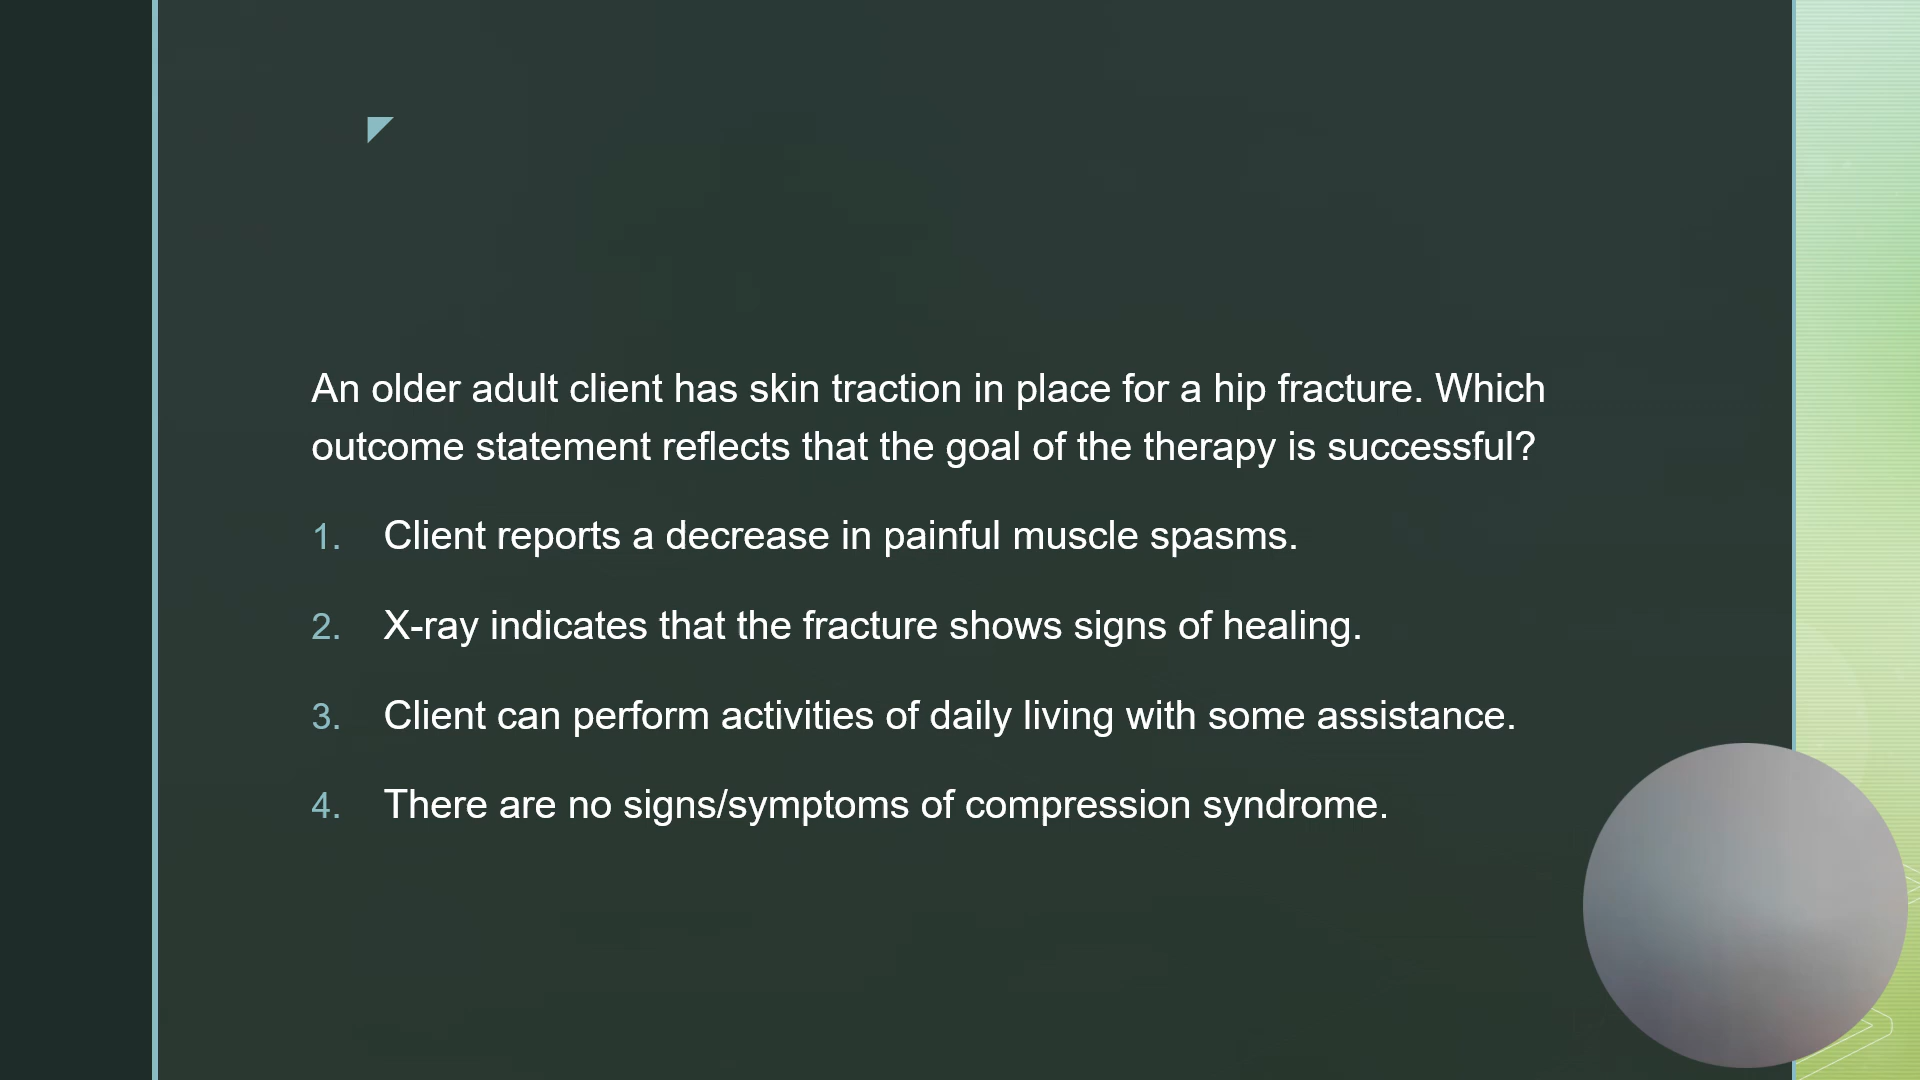 An older adult client has skin traction in place for a hip fracture. Which
outcome statement reflects that the goal of the therapy is successful?
1. Client reports a decrease in painful muscle spasms.
2. X-ray indicates that the fracture shows signs of healing.
3. Client can perform activities of daily living with some assistance.
4. There are no signs/symptoms of compression syndrome.